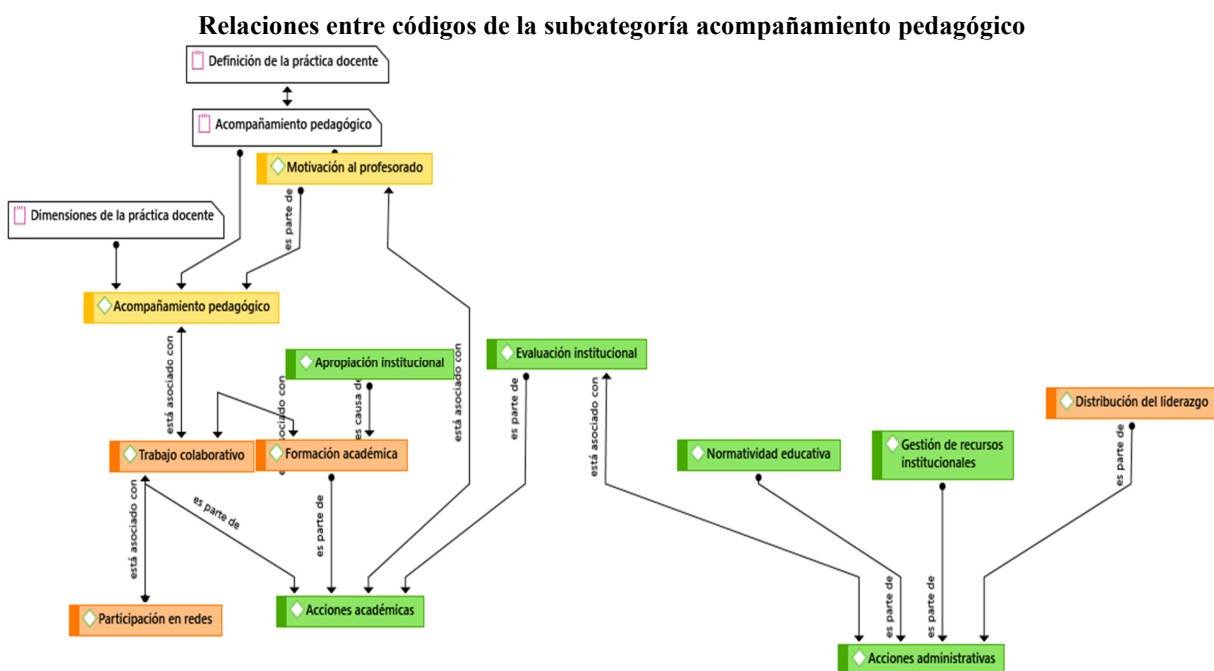 Relaciones entre códigos de la subcategoría acompañamiento pedagógico
Definición de la práctica docente
Acompañamiento pedagógico
Motivación al profesorado
es parte de
Dimensiones de la práctica docente
Acompañamiento pedagógico
está asociado con
Apropiación institucional
es causa de
está asociado con
Evaluación institucional
es parte de
está asociado con
Distribución del liderazgo
es parte de
Trabajo colaborativo
Formación académica
Normatividad educativa
Gestión de recursos
institucionales
está asociado con
es parte de
es parte de
es parte de
es parte de
Participación en redes
Acciones académicas
Acciones administrativas